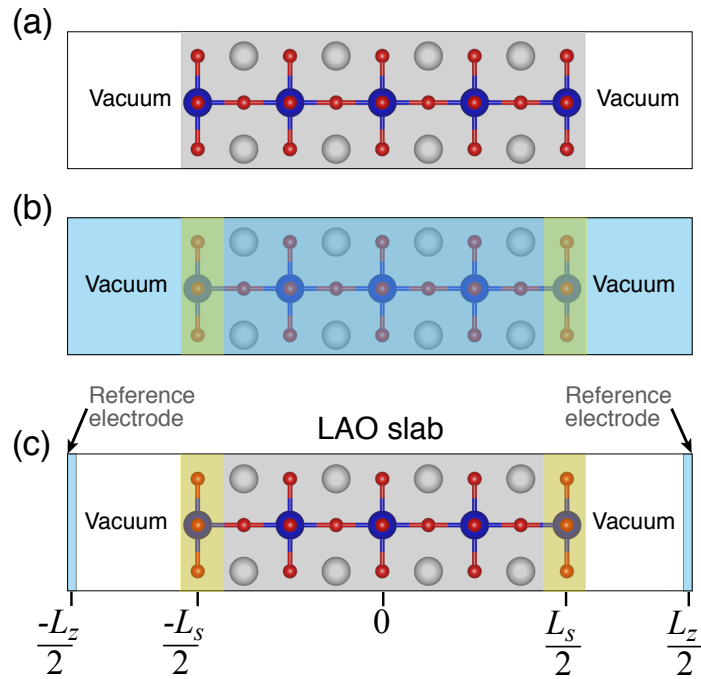 (a)
Vacuum Vacuum
(b)
Vacuum Vacuum
Reference electrode
Reference electrode
(c)
LAO slab
Vacuum Vacuum
-L_z/2 -L_s/2 0 L_s/2 L_z/2